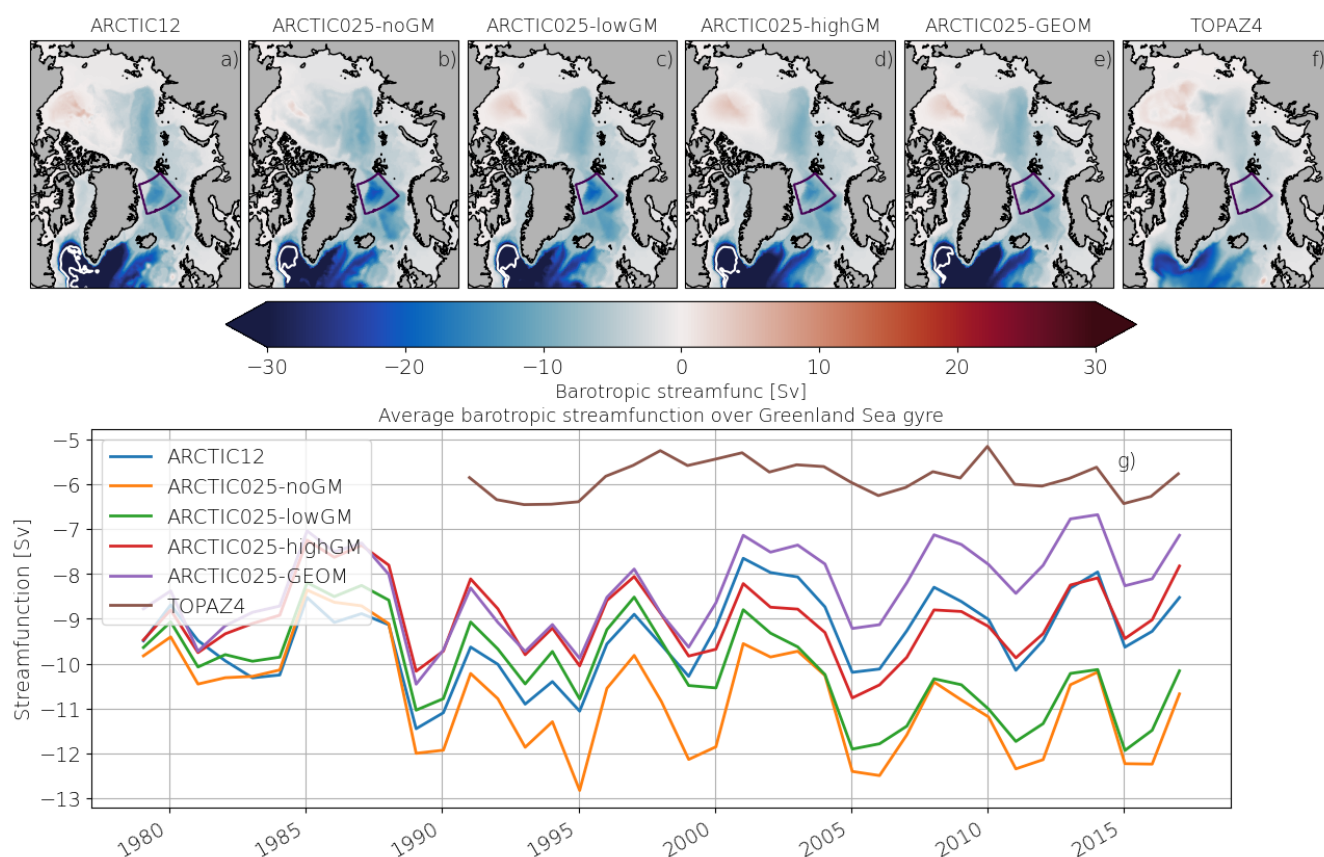 ARCTIC12 ARCTIC025-noGM ARCTIC025-lowGM ARCTIC025-highGM ARCTIC025-GEOM TOPAZ4
a) b) c) d) e) f)
−30 −20 −10 0 10 20 30
Barotropic streamfunc [Sv]
Average barotropic streamfunction over Greenland Sea gyre
g)
ARCTIC12
ARCTIC025-noGM
ARCTIC025-lowGM
ARCTIC025-highGM
ARCTIC025-GEOM
TOPAZ4
Streamfunction [Sv]
−5
−6
−7
−8
−9
−10
−11
−12
−13
1980 1985 1990 1995 2000 2005 2010 2015